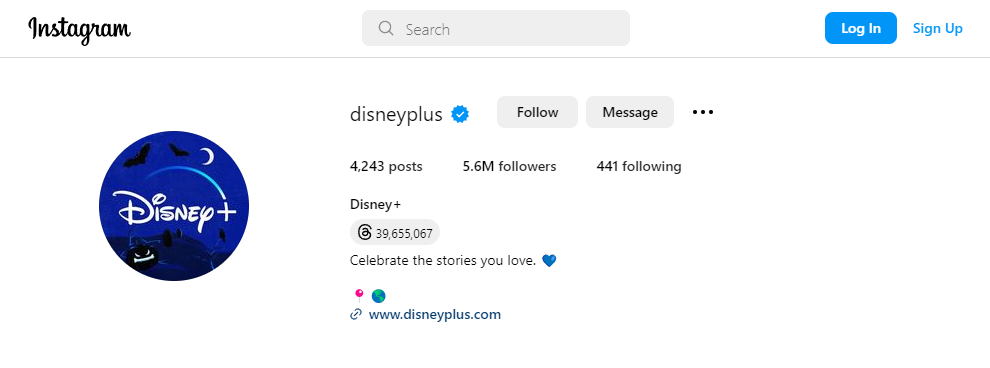 Instagram
Search
Log In
Sign Up
disneyplus
Follow
Message
4,243 posts
5.6M followers
441 following
Disney+
Disney+
39,655,067
Celebrate the stories you love. 💙
📍🌎
www.disneyplus.com